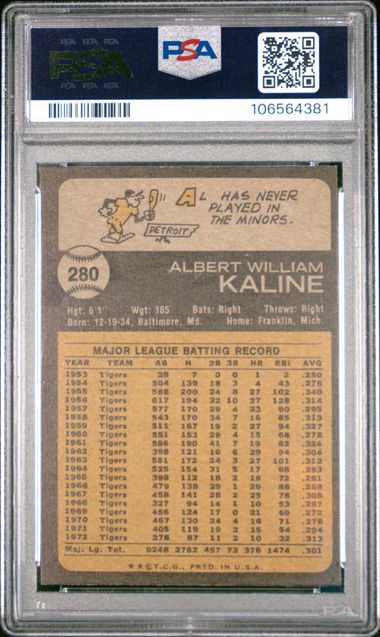 PSA
PSA
106564381
AL HAS NEVER
PLAYED IN
THE MINORS.
DETROIT
280
ALBERT WILLIAM
KALINE
Hgt: 6'1" Wgt: 185 Bats: Right Throws: Right
Born: 12-19-34, Baltimore, Md. Home: Franklin, Mich.
MAJOR LEAGUE BATTING RECORD
YEAR TEAM AB H 2B 3B HR RBI AVG
1953 Tigers 28 7 0 0 1 2 .250
1954 Tigers 504 139 18 3 4 43 .276
1955 Tigers 588 200 24 8 27 102 .340
1956 Tigers 617 194 32 10 27 128 .314
1957 Tigers 577 170 29 4 23 90 .295
1958 Tigers 543 170 34 7 16 85 .313
1959 Tigers 511 167 19 2 27 94 .327
1960 Tigers 551 153 29 4 15 68 .278
1961 Tigers 586 190 41 7 19 82 .324
1962 Tigers 398 121 16 6 29 94 .304
1963 Tigers 551 172 24 3 27 101 .312
1964 Tigers 525 154 31 5 17 68 .293
1965 Tigers 399 112 18 2 18 72 .281
1966 Tigers 479 138 29 1 29 88 .288
1967 Tigers 458 141 28 2 25 78 .308
1968 Tigers 327 94 14 1 10 53 .287
1969 Tigers 456 124 17 0 21 69 .272
1970 Tigers 467 130 24 4 16 71 .278
1971 Tigers 405 119 19 2 15 54 .294
1972 Tigers 278 87 11 2 10 32 .313
Maj. Lg. Tot. 9248 2782 457 73 376 1474 .301
★★©T.C.G., PRTD. IN U.S.A.
PSA